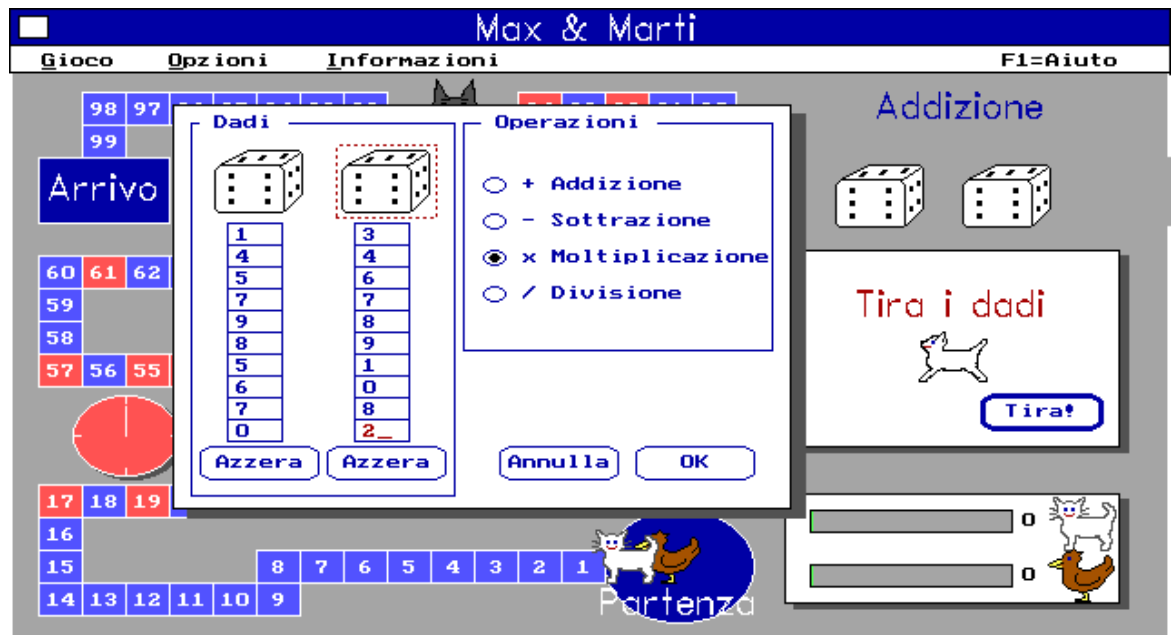 Max & Marti
Gioco Opzioni Informazioni F1=Aiuto
98 97
99
Arrivo
60 61 62
59
58
57 56 55
17 18 19
16
15
14 13 12 11 10 9
8 7 6 5 4 3 2 1
Partenza
Dadi
1 3
4 4
5 6
7 7
9 8
8 9
5 1
6 0
7 8
0 2_
Azzera Azzera
Operazioni
+ Addizione
- Sottrazione
x Moltiplicazione
/ Divisione
Annulla OK
Addizione
Tira i dadi
Tira!
0
0